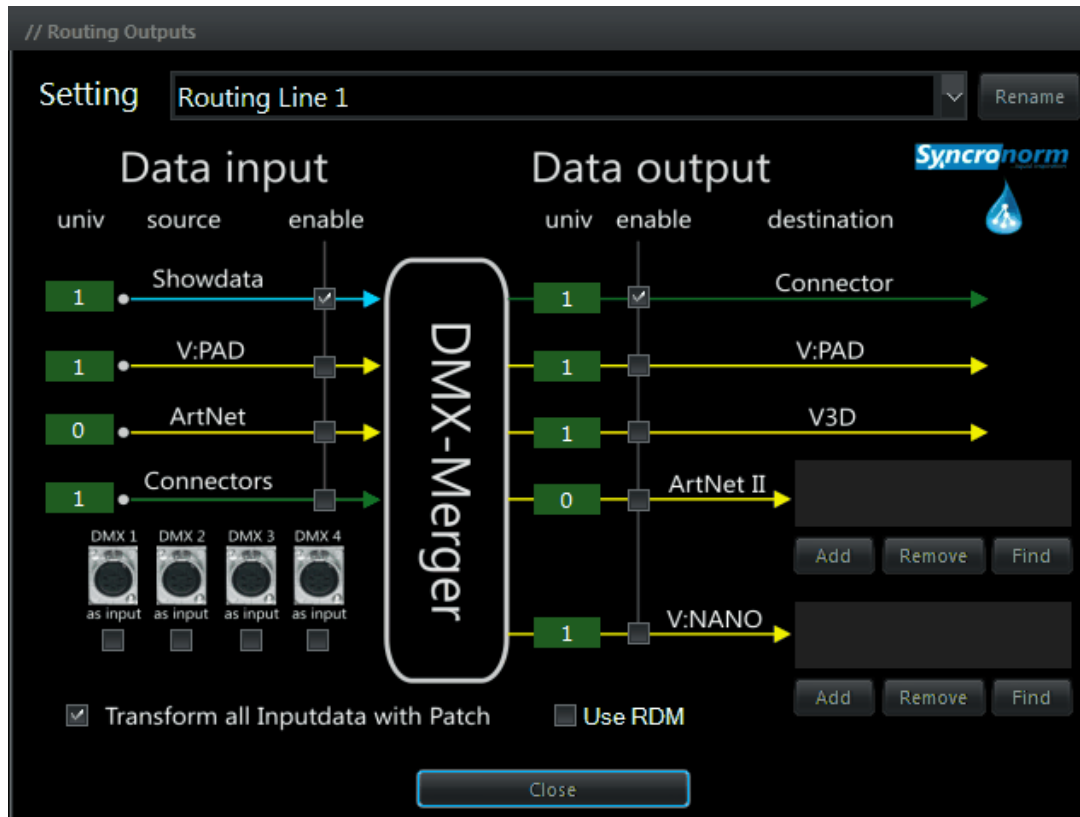 // Routing Outputs
Setting
Routing Line 1
Rename
Data input
Data output
Syncronorm
univ source enable
univ enable destination
1
Showdata
1
Connector
1
V:PAD
1
V:PAD
0
ArtNet
1
V3D
1
Connectors
0
ArtNet II
DMX-Merger
Add Remove Find
DMX 1 DMX 2 DMX 3 DMX 4
as input as input as input as input
1
V:NANO
Add Remove Find
Transform all Inputdata with Patch
Use RDM
Close